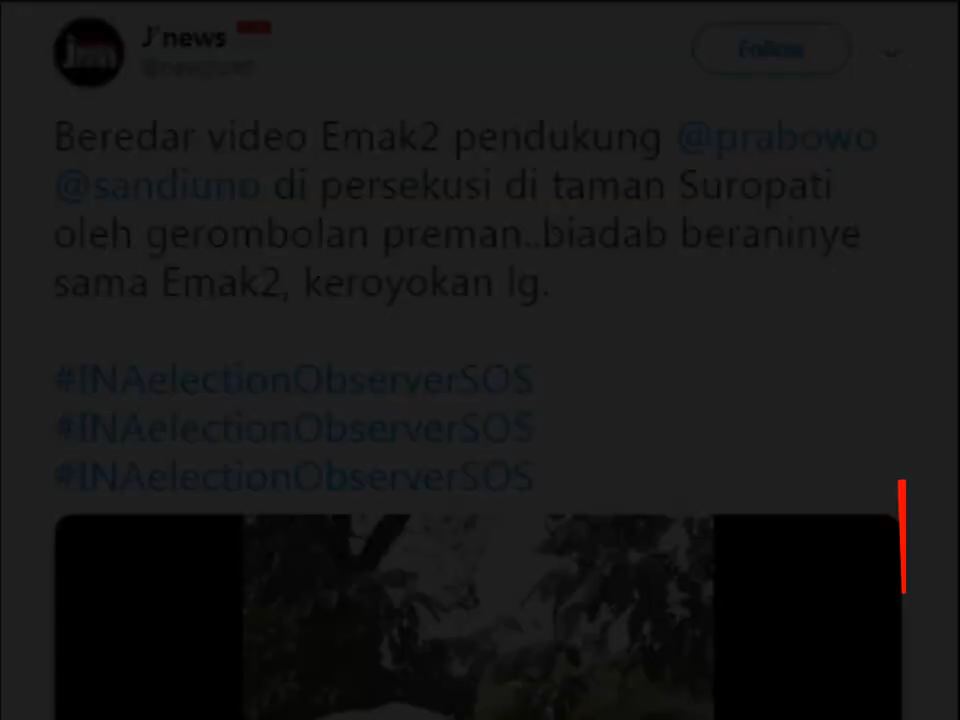 J'news
Follow
Beredar video Emak2 pendukung @prabowo
@sandiuno di persekusi di taman Suropati
oleh gerombolan preman..biadab beraninye
sama Emak2, keroyokan lg.
#INAelectionObserverSOS
#INAelectionObserverSOS
#INAelectionObserverSOS